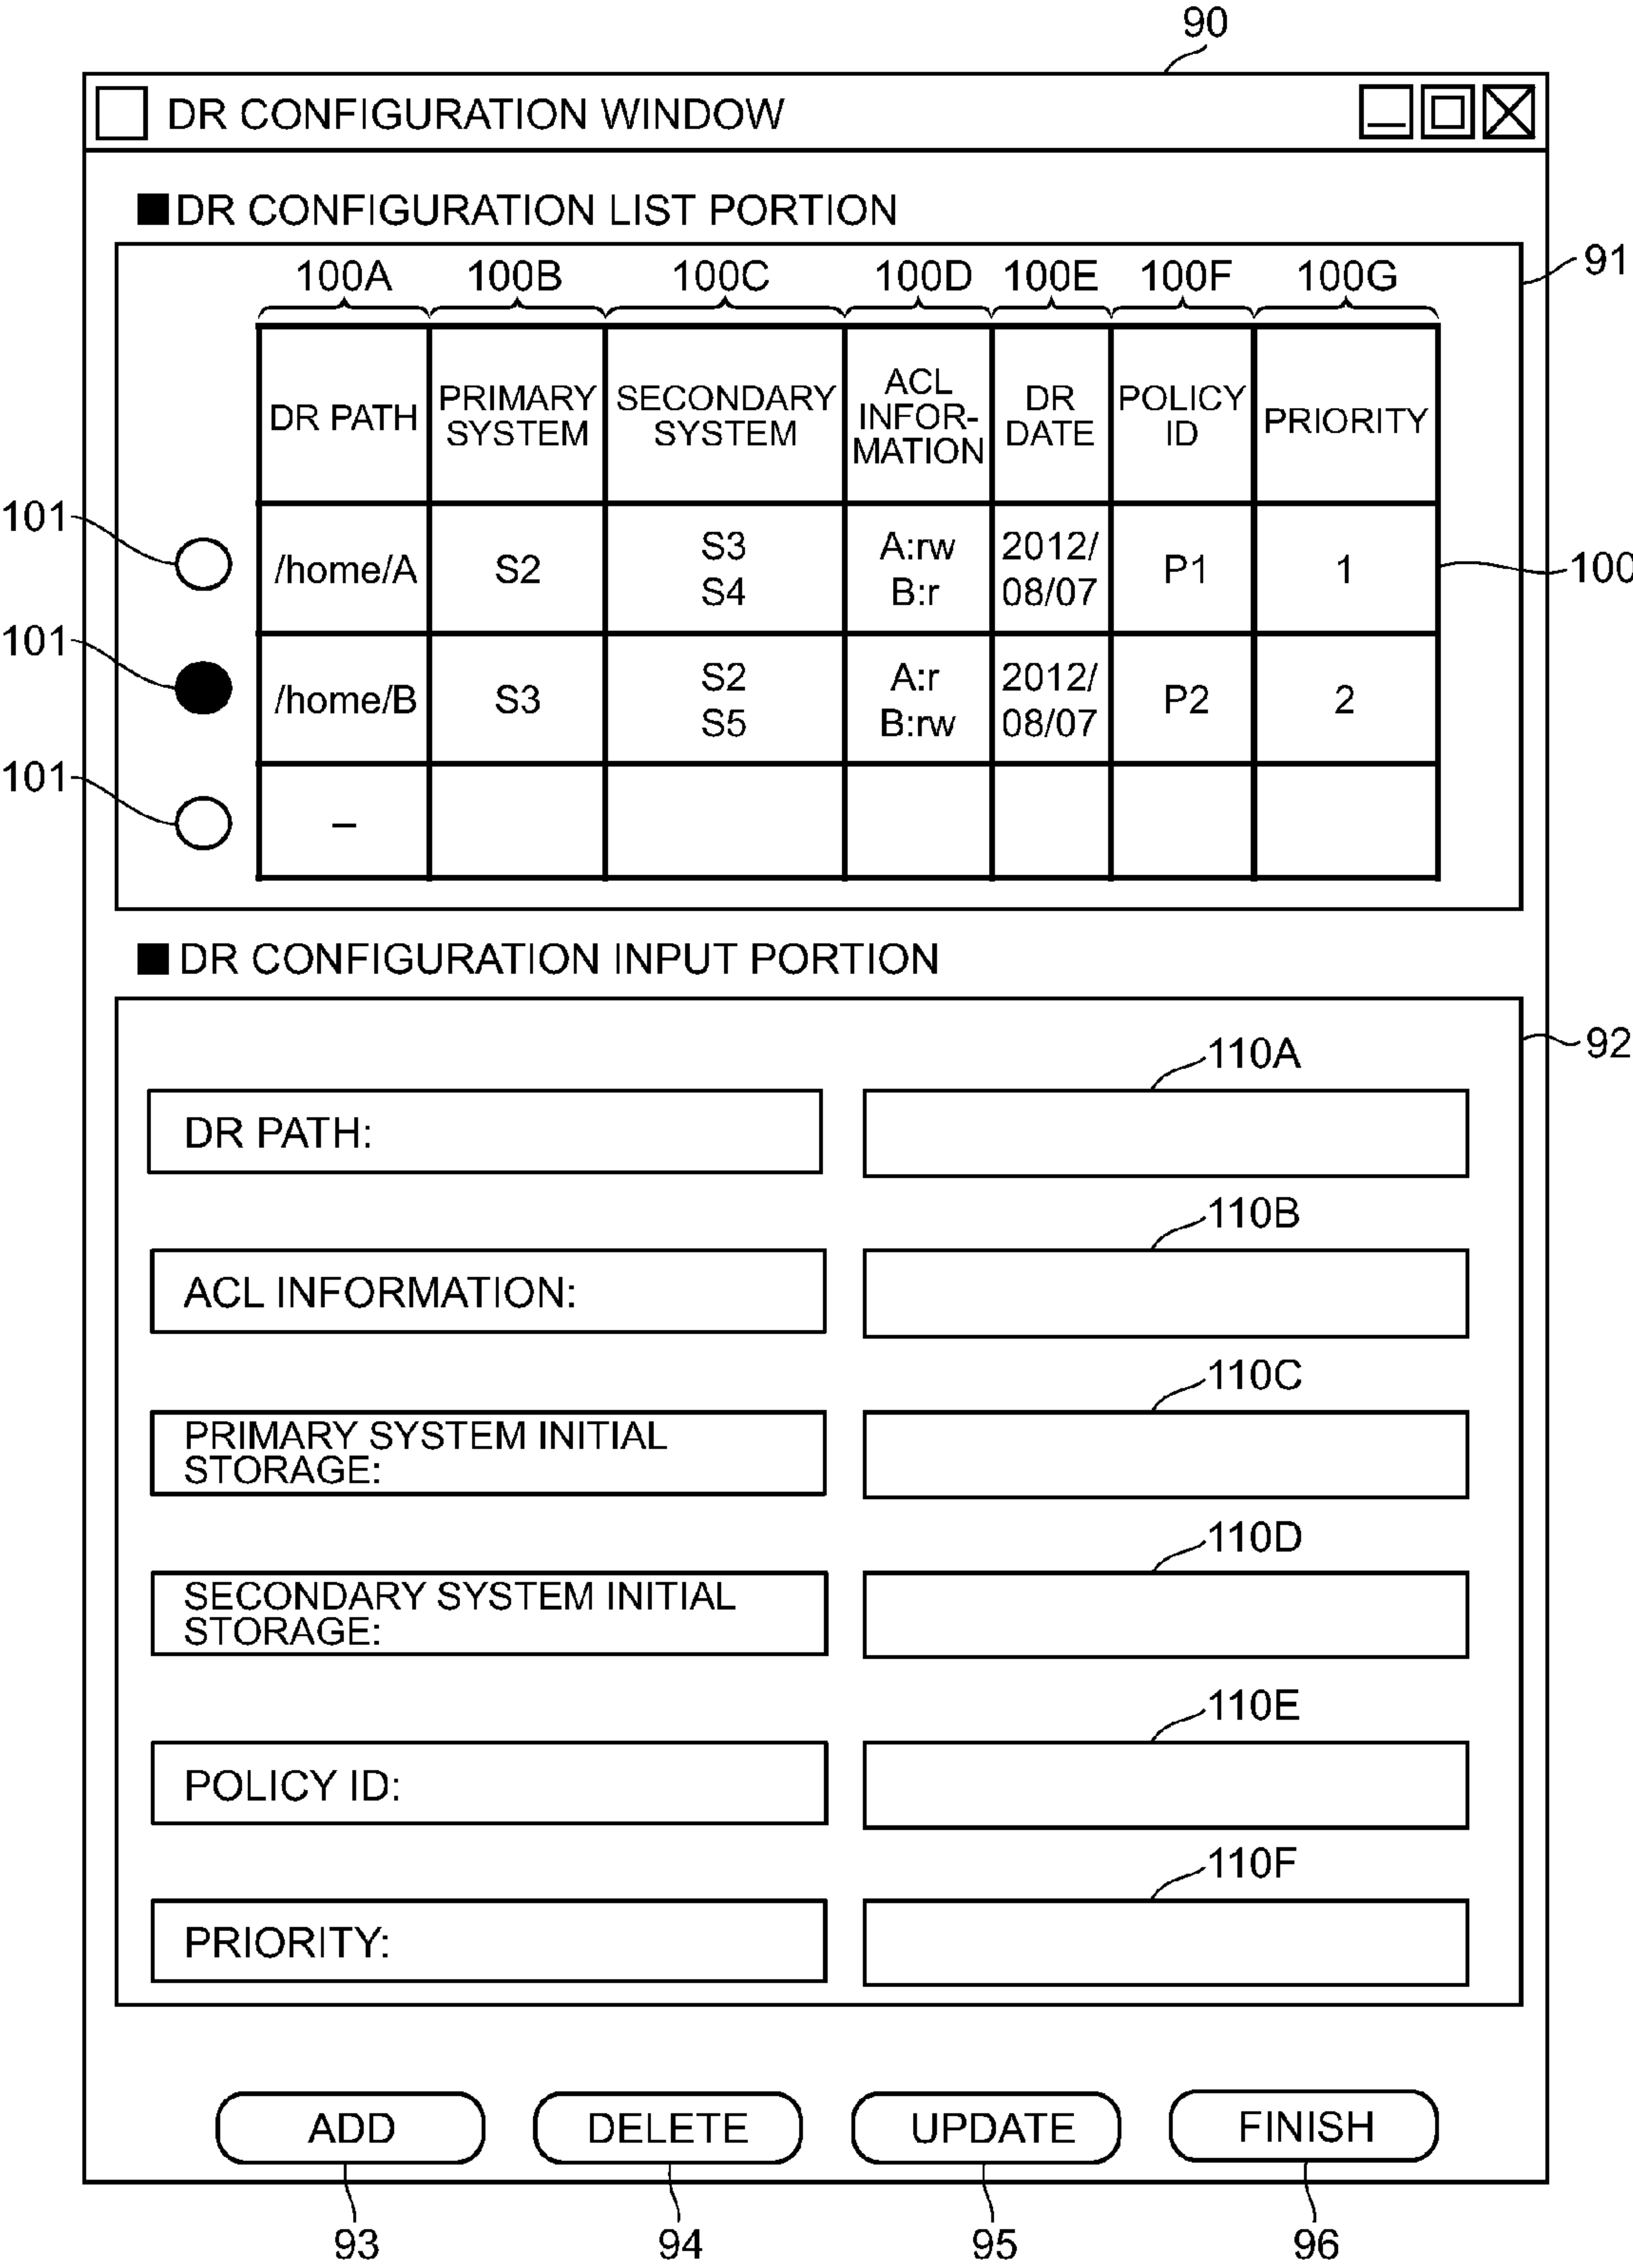 90
DR CONFIGURATION WINDOW
DR CONFIGURATION LIST PORTION
91
100A 100B 100C 100D 100E 100F 100G
DR PATH
PRIMARY
SYSTEM
SECONDARY
SYSTEM
ACL
INFOR-
MATION
DR
DATE
POLICY
ID
PRIORITY
101
/home/A
S2
S3
S4
A:rw
B:r
2012/
08/07
P1
1
100
101
/home/B
S3
S2
S5
A:r
B:rw
2012/
08/07
P2
2
101
–
DR CONFIGURATION INPUT PORTION
92
110A
DR PATH:
110B
ACL INFORMATION:
110C
PRIMARY SYSTEM INITIAL
STORAGE:
110D
SECONDARY SYSTEM INITIAL
STORAGE:
110E
POLICY ID:
110F
PRIORITY:
ADD DELETE UPDATE FINISH
93 94 95 96